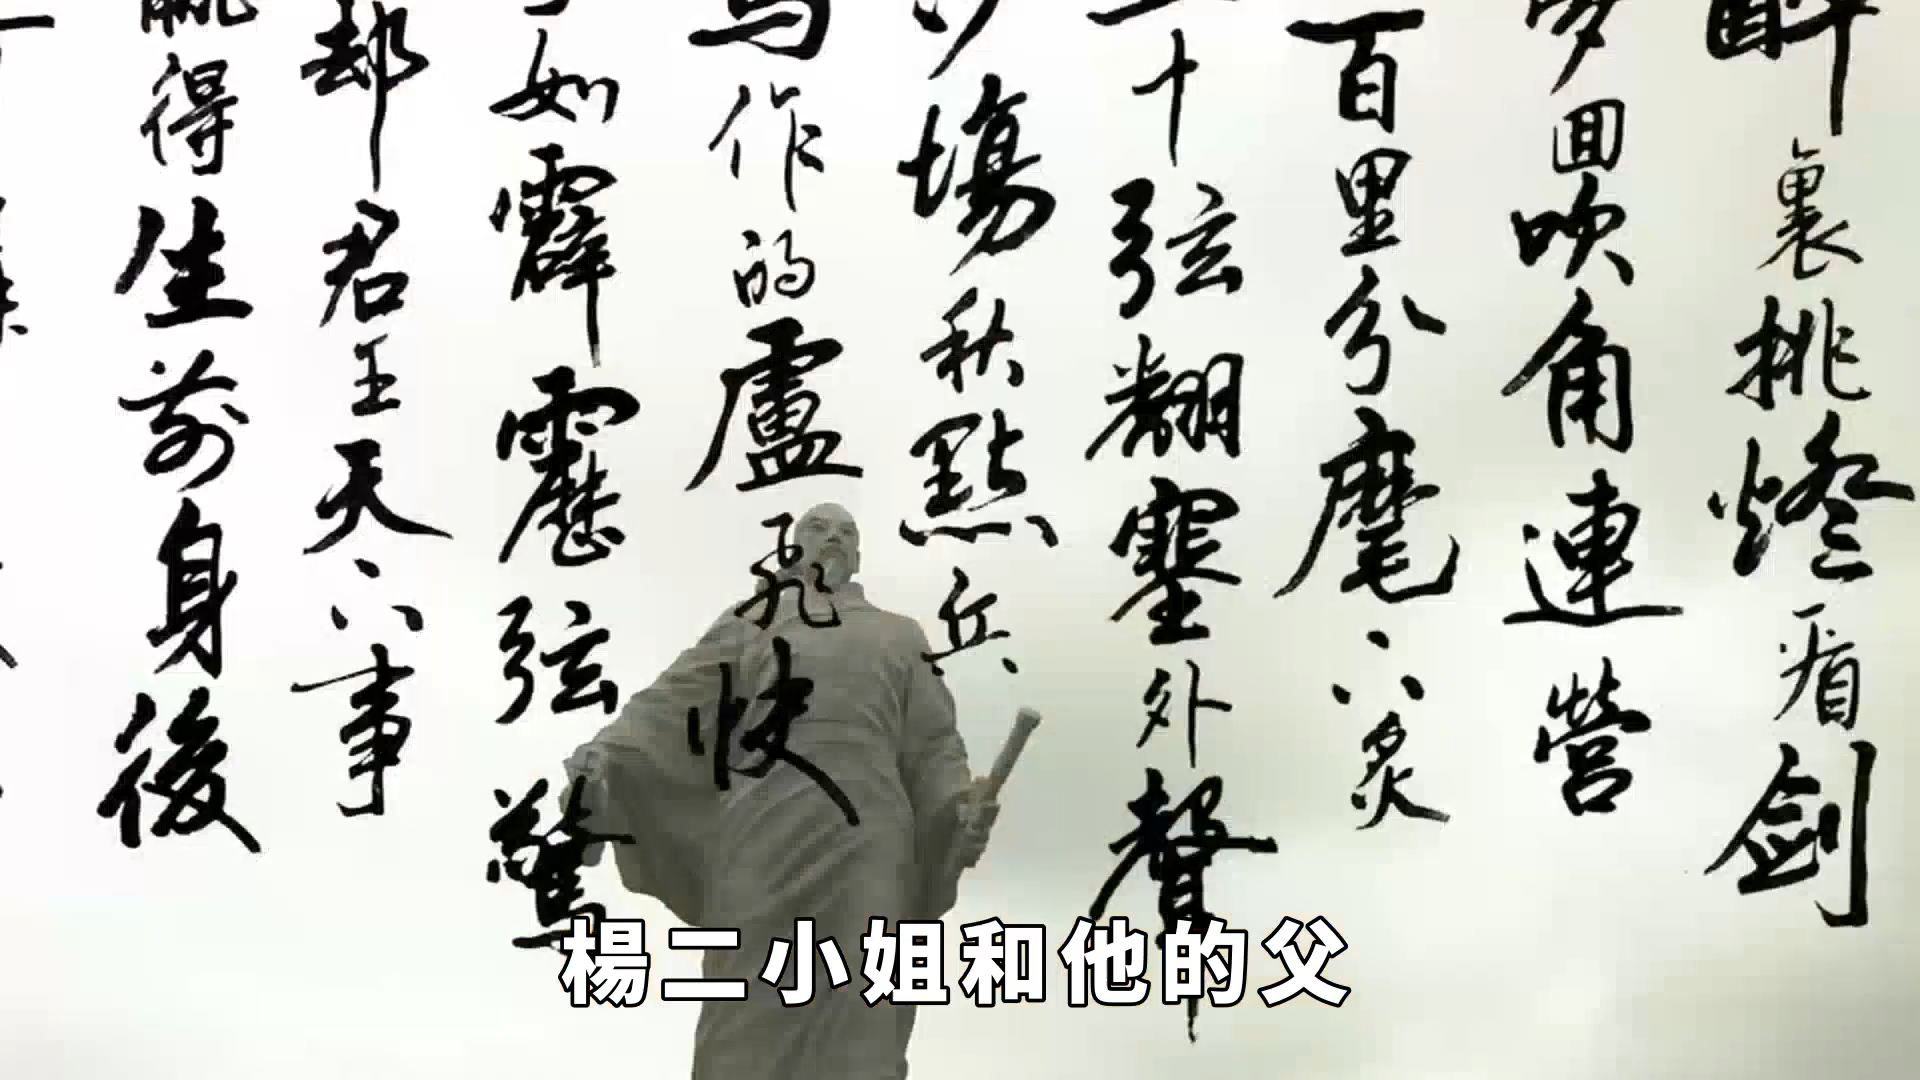 醉裏挑燈看劍
夢囬吹角連營
百里分麾下炙
五十弦翻塞外聲
沙場秋點兵
馬作的盧飛快
如霹靂弦驚
却君王天下事
贏得生前身後
楊二小姐和他的父